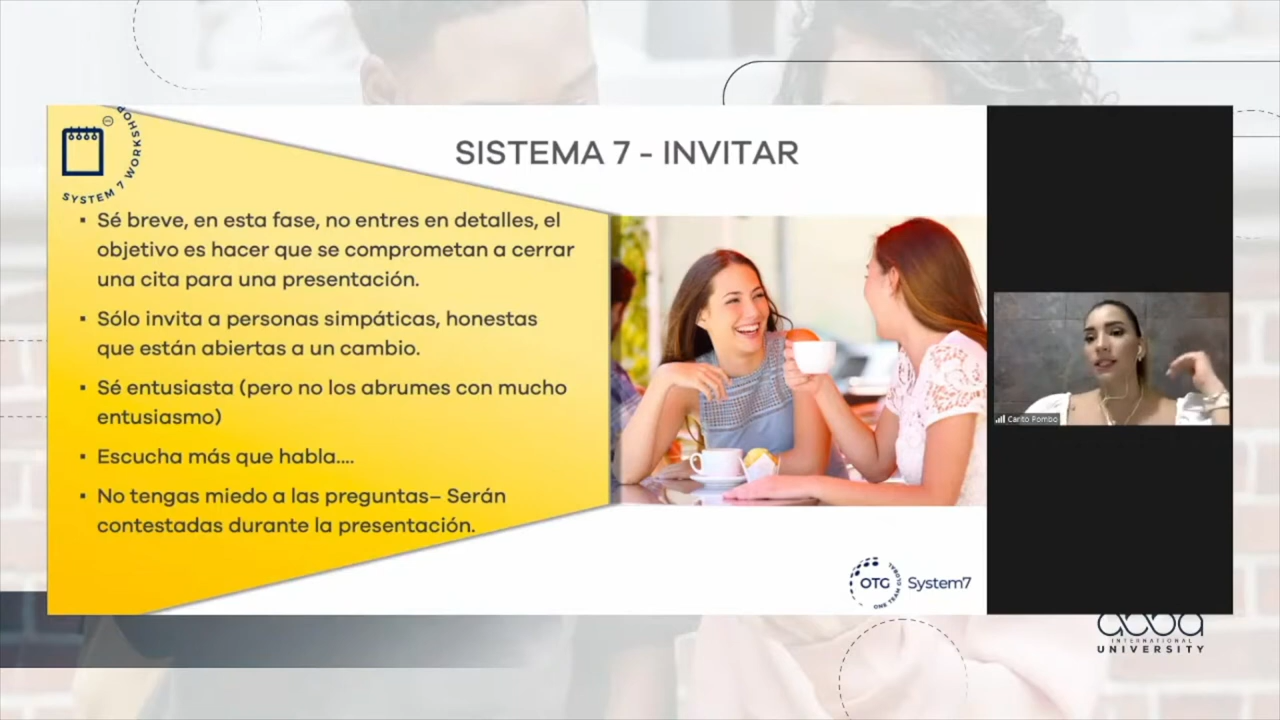 SYSTEM 7 WORKSHOP
SISTEMA 7 - INVITAR
▪ Sé breve, en esta fase, no entres en detalles, el
objetivo es hacer que se comprometan a cerrar
una cita para una presentación.
▪ Sólo invita a personas simpáticas, honestas
que están abiertas a un cambio.
▪ Sé entusiasta (pero no los abrumes con mucho
entusiasmo)
▪ Escucha más que habla....
▪ No tengas miedo a las preguntas– Serán
contestadas durante la presentación.
Carito Pombo
OTG
ONE TEAM GLOBAL
System7
INTERNATIONAL
UNIVERSITY